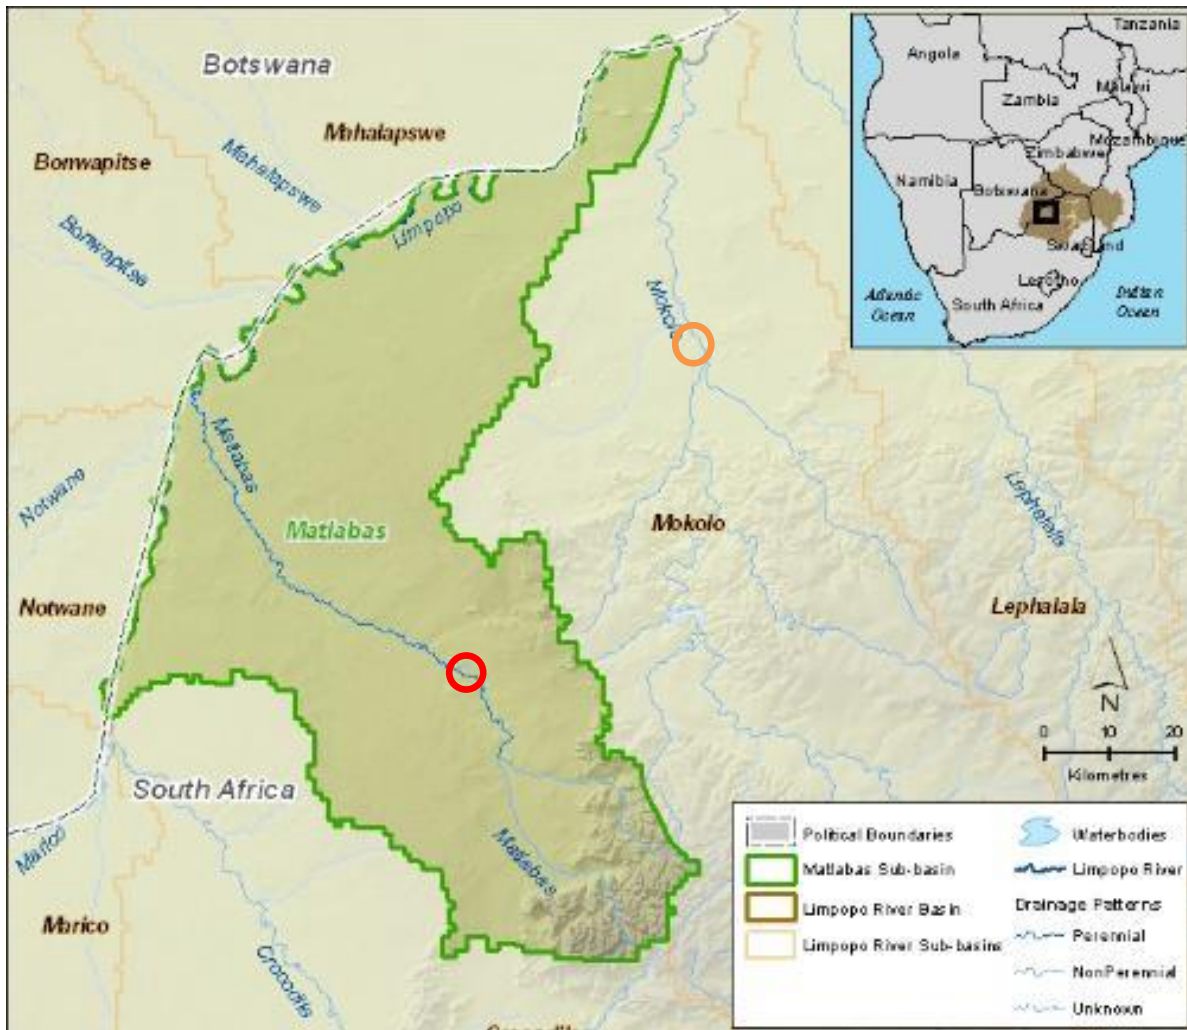 Botswana
Mahalapswe
Bonwapitse
Mahalapswe
Bonwapitse
Limpopo
Mokolo
Matlabas
Notwane
Matlabas
Mokolo
Lephalala
Notwane
Lephalala
South Africa
Matlabas
Marico
Marico
Crocodile
Tanzania
Angola
Malawi
Zambia
Mozambique
Zimbabwe
Namibia
Botswana
Swaziland
Lesotho
South Africa
Atlantic
Ocean
Indian
Ocean
N
0 10 20
Kilometres
Political Boundaries
Matlabas Sub-basin
Limpopo River Basin
Limpopo River Sub-basins
Waterbodies
Limpopo River
Drainage Patterns
Perennial
NonPerennial
Unknown